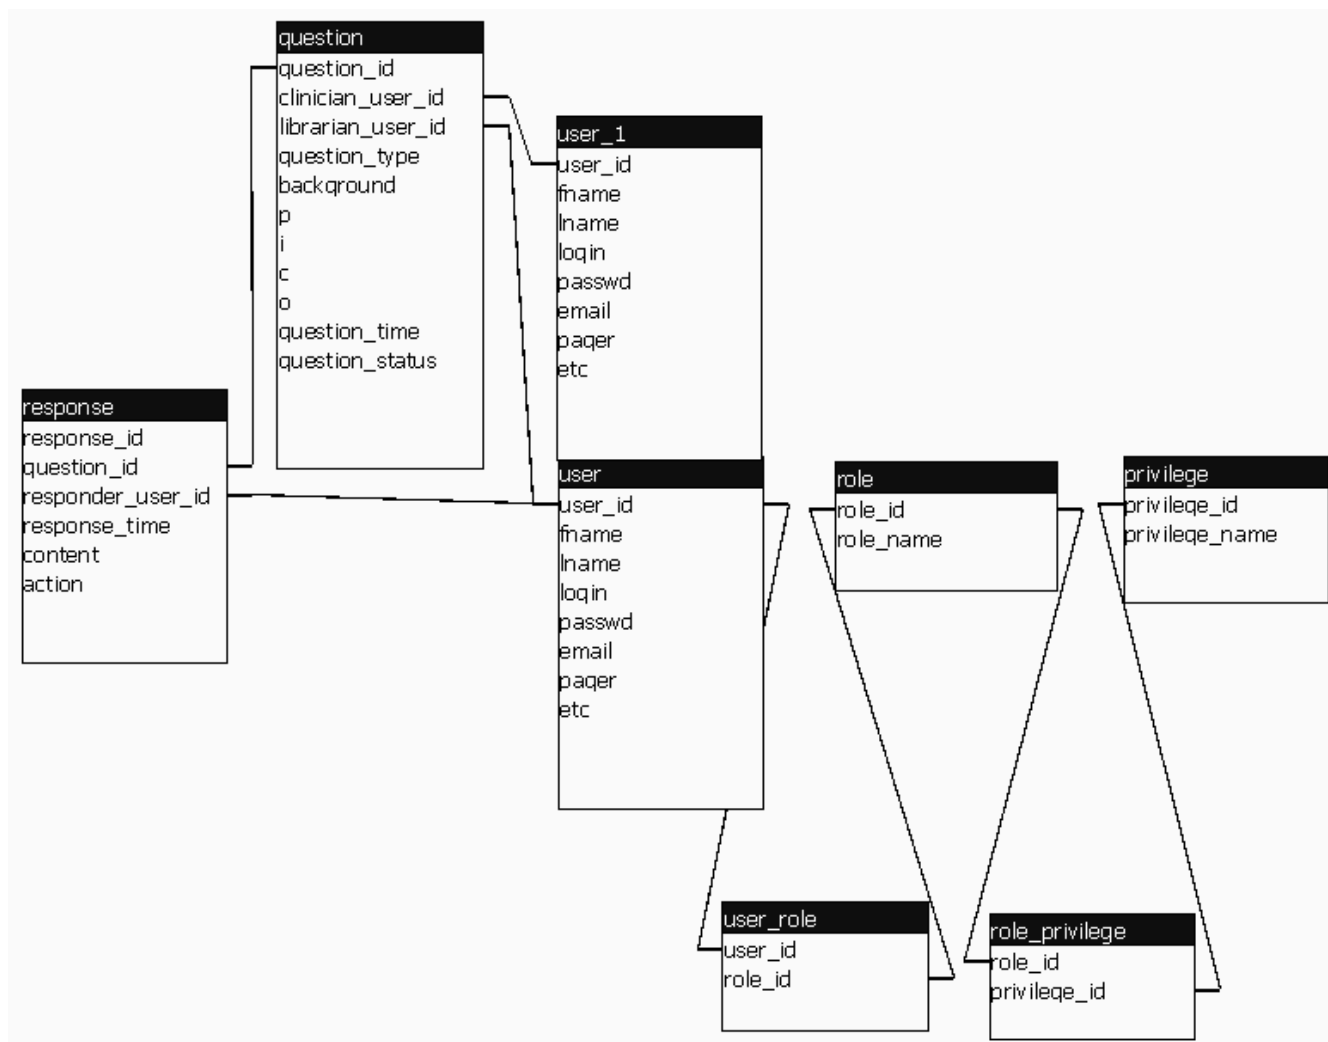 question
question_id
clinician_user_id
librarian_user_id
question_type
background
p
i
c
o
question_time
question_status
user_1
user_id
fname
lname
login
passwd
email
pager
etc
response
response_id
question_id
responder_user_id
response_time
content
action
user
user_id
fname
lname
login
passwd
email
pager
etc
role
role_id
role_name
privilege
privilege_id
privilege_name
user_role
user_id
role_id
role_privilege
role_id
privilege_id